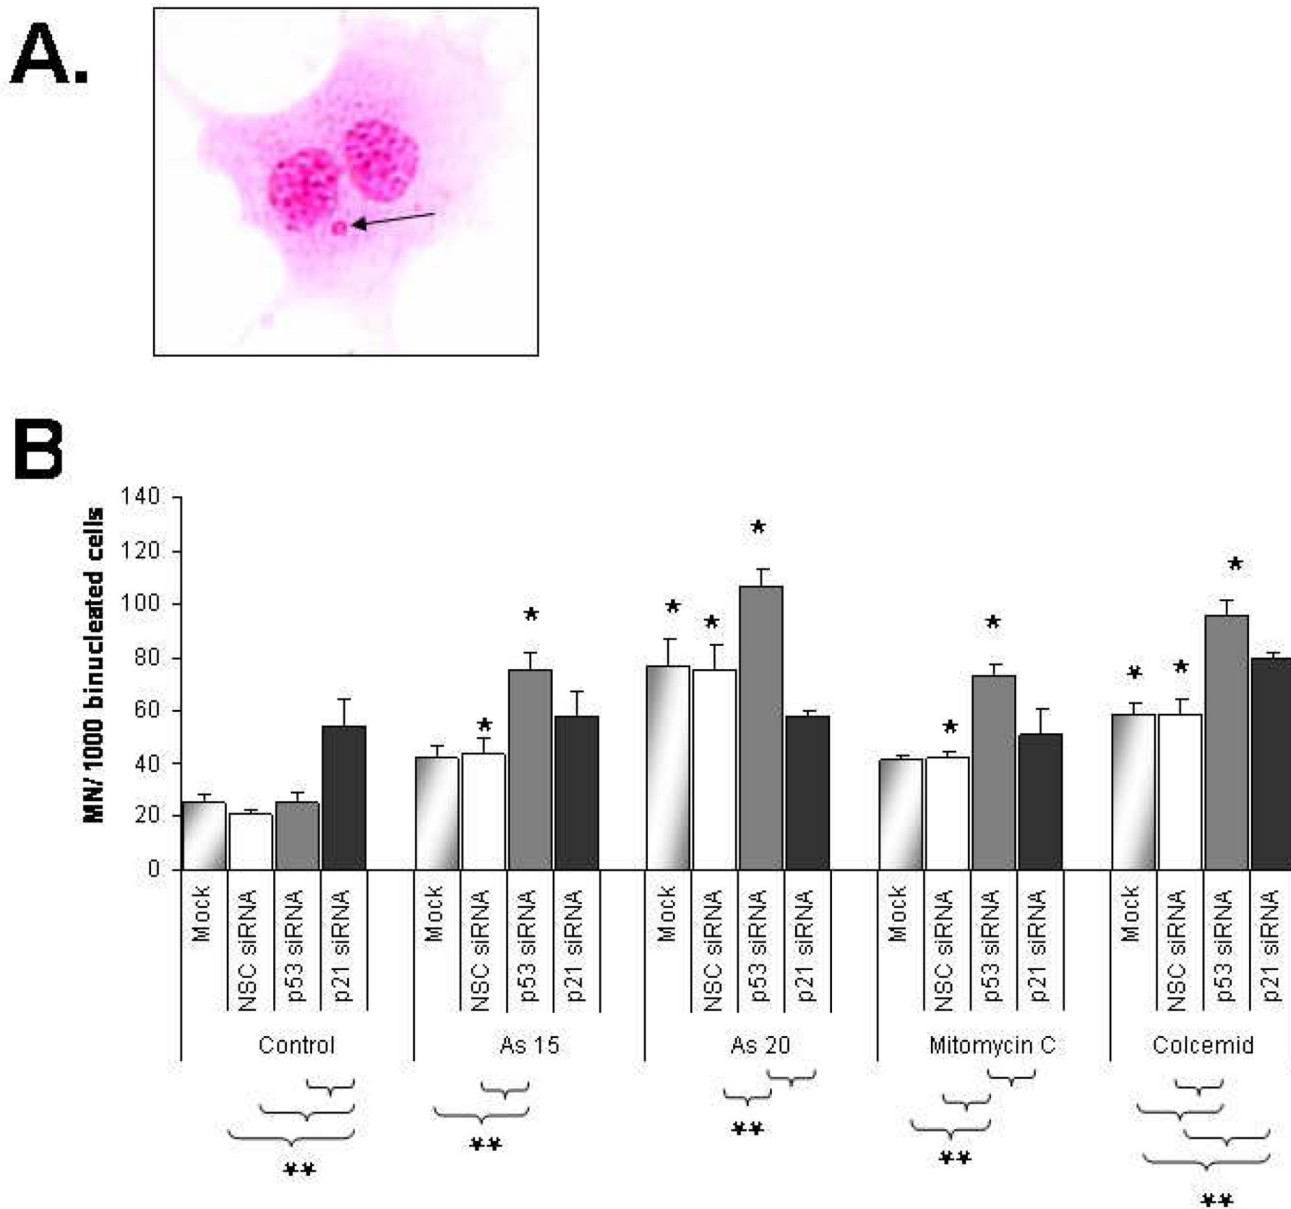 A.
B
MN/1000 binucleated cells
140
120
100
80
60
40
20
0
*
*
*
*
*
*
*
*
*
*
Mock
NSC siRNA
p53 siRNA
p21 siRNA
Mock
NSC siRNA
p53 siRNA
p21 siRNA
Mock
NSC siRNA
p53 siRNA
p21 siRNA
Mock
NSC siRNA
p53 siRNA
p21 siRNA
Mock
NSC siRNA
p53 siRNA
p21 siRNA
Control
As 15
As 20
Mitomycin C
Colcemid
**
**
**
**
**